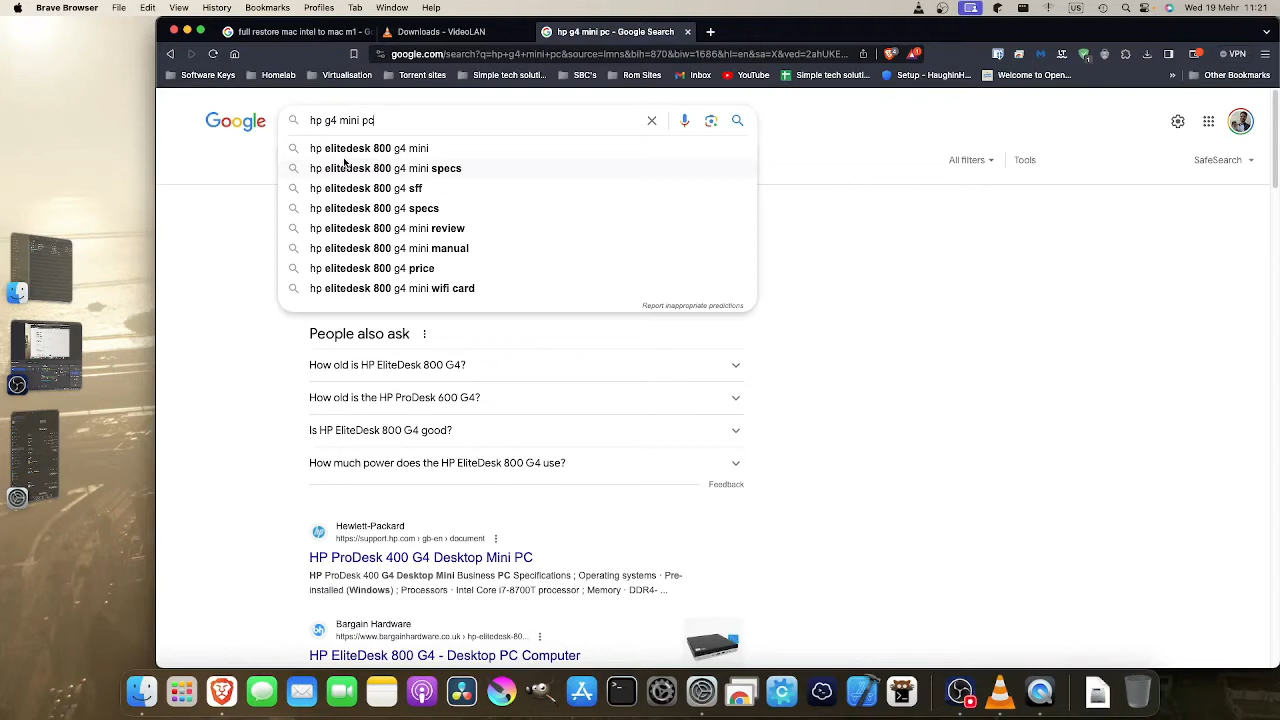 Brave Browser File Edit View History Bookmarks Profiles Tab Window Help Mon 11:21
full restore mac intel to mac m1 - Go
Downloads - VideoLAN
hp g4 mini pc - Google Search
google.com/search?q=hp+g4+mini+pc&source=lmns&bih=870&biw=1686&hl=en&sa=X&ved=2ahUKE...
VPN
Software Keys Homelab Virtualisation Torrent sites Simple tech soluti... SBC's Rom Sites Inbox YouTube Simple tech soluti... Setup - HaughlinH... Welcome to Open... » Other Bookmarks
Google
hp g4 mini pc
hp elitedesk 800 g4 mini
hp elitedesk 800 g4 mini specs
hp elitedesk 800 g4 sff
hp elitedesk 800 g4 specs
hp elitedesk 800 g4 mini review
hp elitedesk 800 g4 mini manual
hp elitedesk 800 g4 price
hp elitedesk 800 g4 mini wifi card
Report inappropriate predictions
All filters Tools SafeSearch
People also ask
How old is HP EliteDesk 800 G4?
How old is the HP ProDesk 600 G4?
Is HP EliteDesk 800 G4 good?
How much power does the HP EliteDesk 800 G4 use?
Feedback
Hewlett-Packard
https://support.hp.com › gb-en › document
HP ProDesk 400 G4 Desktop Mini PC
HP ProDesk 400 G4 Desktop Mini Business PC Specifications ; Operating systems · Pre-
installed (Windows) ; Processors · Intel Core i7-8700T processor ; Memory · DDR4- ...
Bargain Hardware
https://www.bargainhardware.co.uk › hp-elitedesk-80...
HP EliteDesk 800 G4 - Desktop PC Computer